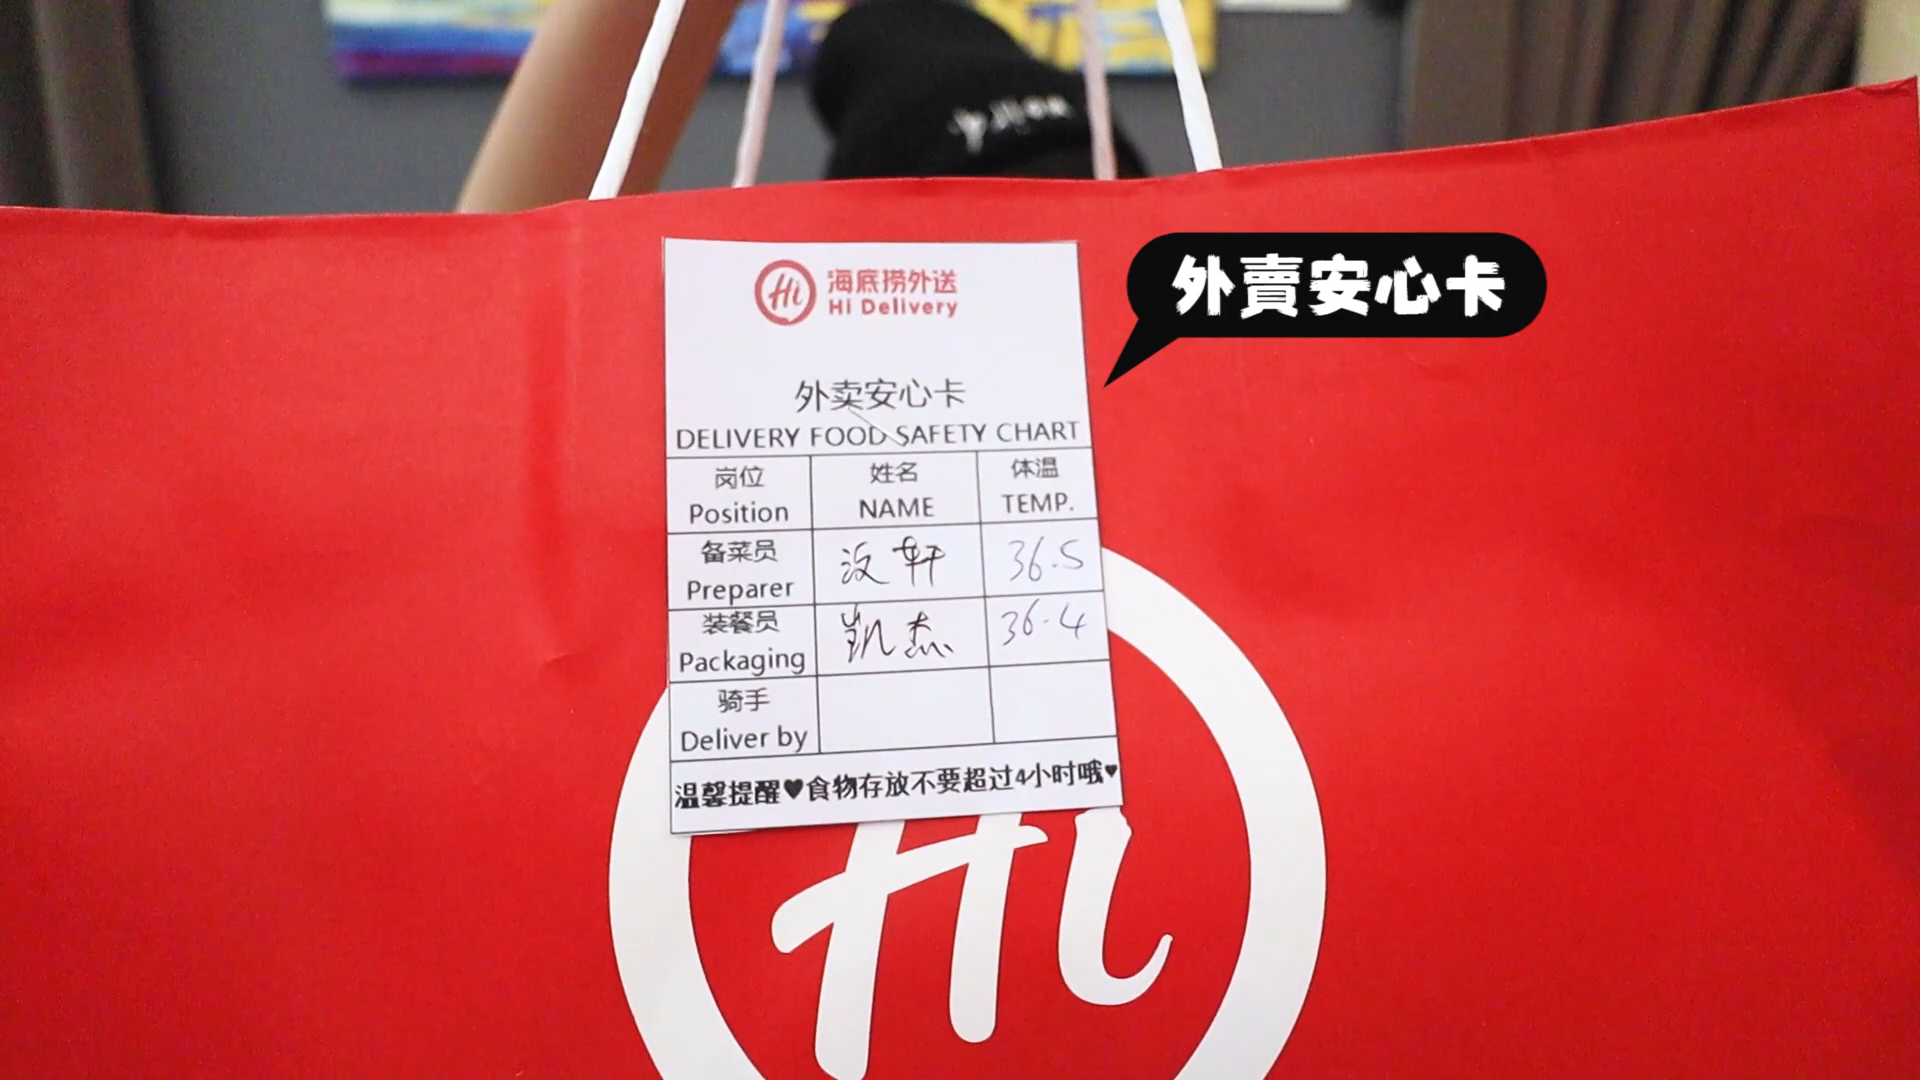 海底捞外送
Hi Delivery
外賣安心卡
外卖安心卡
DELIVERY FOOD SAFETY CHART
岗位 姓名 体温
Position NAME TEMP.
备菜员
Preparer 汶轩 36.5
装餐员
Packaging 凯杰 36.4
骑手
Deliver by
温馨提醒♥食物存放不要超过4小时哦♥
Hi